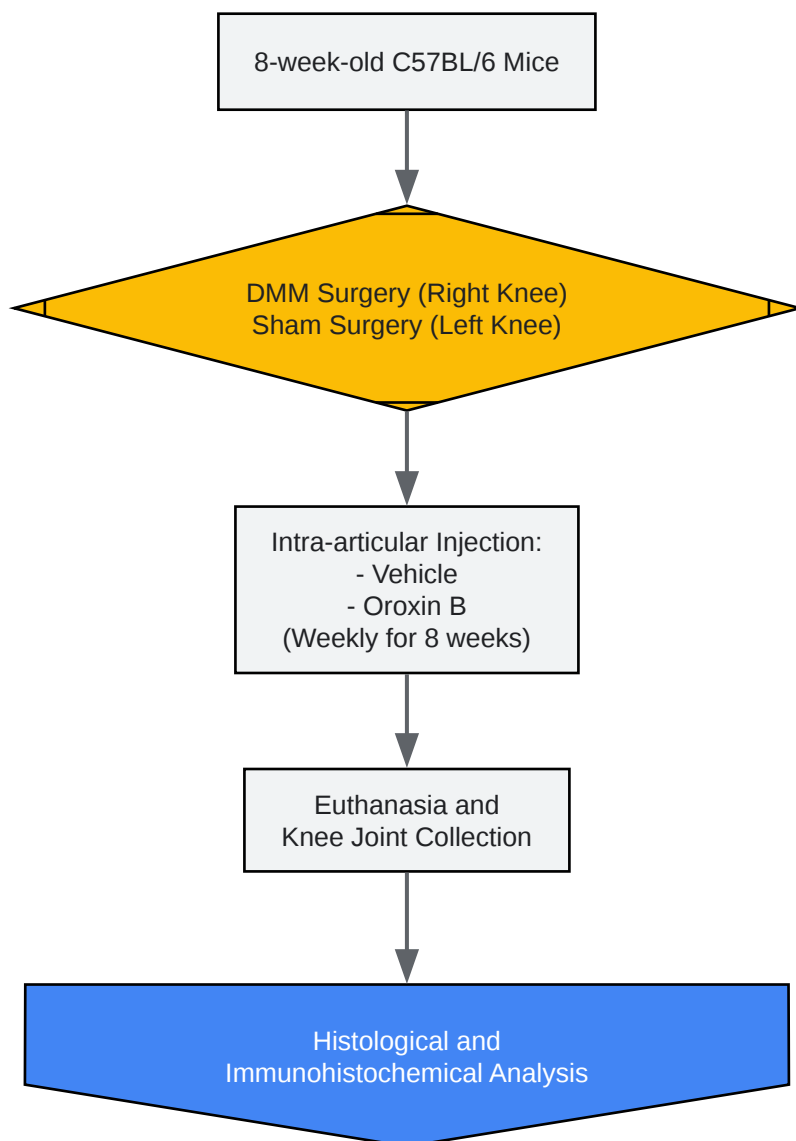 8-week-old C57BL/6 Mice
DMM Surgery (Right Knee)
Sham Surgery (Left Knee)
Intra-articular Injection:
- Vehicle
- Oroxin B
(Weekly for 8 weeks)
Euthanasia and
Knee Joint Collection
Histological and
Immunohistochemical Analysis